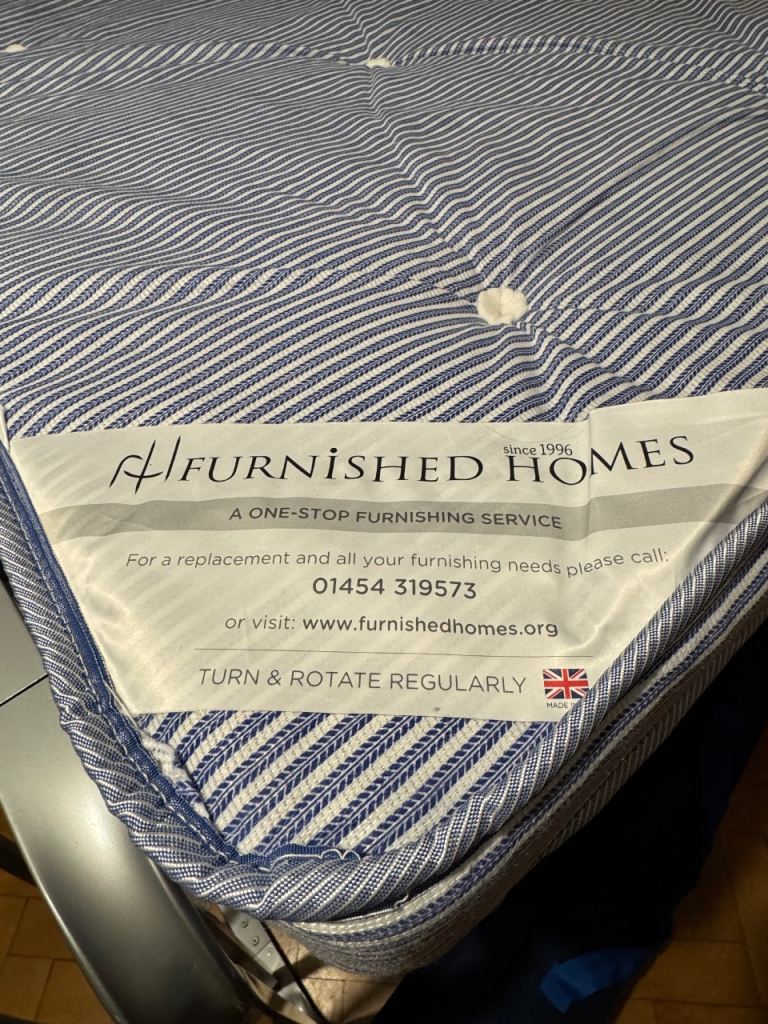 FURNiSHED HOMES
since 1996
A ONE-STOP FURNISHING SERVICE
For a replacement and all your furnishing needs please call:
01454 319573
or visit: www.furnishedhomes.org
TURN & ROTATE REGULARLY
MADE